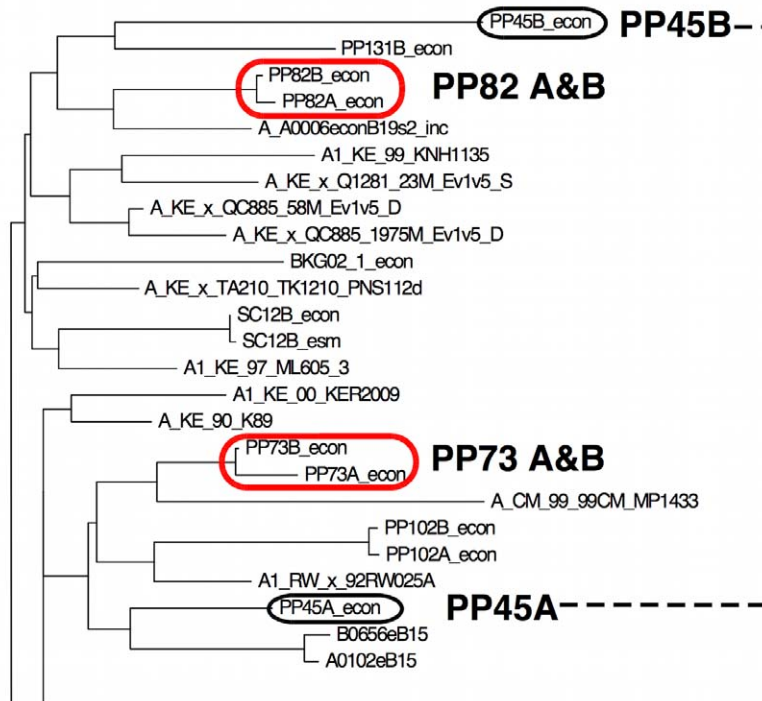 PP45B_econ PP45B
PP131B_econ
PP82B_econ
PP82 A&B
PP82A_econ
A_A0006econB19s2_inc
A1_KE_99_KNH1135
A_KE_x_Q1281_23M_Ev1v5_S
A_KE_x_QC885_58M_Ev1v5_D
A_KE_x_QC885_1975M_Ev1v5_D
BKG02_1_econ
A_KE_x_TA210_TK1210_PNS112d
SC12B_econ
SC12B_esm
A1_KE_97_ML605_3
A1_KE_00_KER2009
A_KE_90_K89
PP73B_econ
PP73 A&B
PP73A_econ
A_CM_99_99CM_MP1433
PP102B_econ
PP102A_econ
A1_RW_x_92RW025A
PP45A_econ PP45A
B0656eB15
A0102eB15